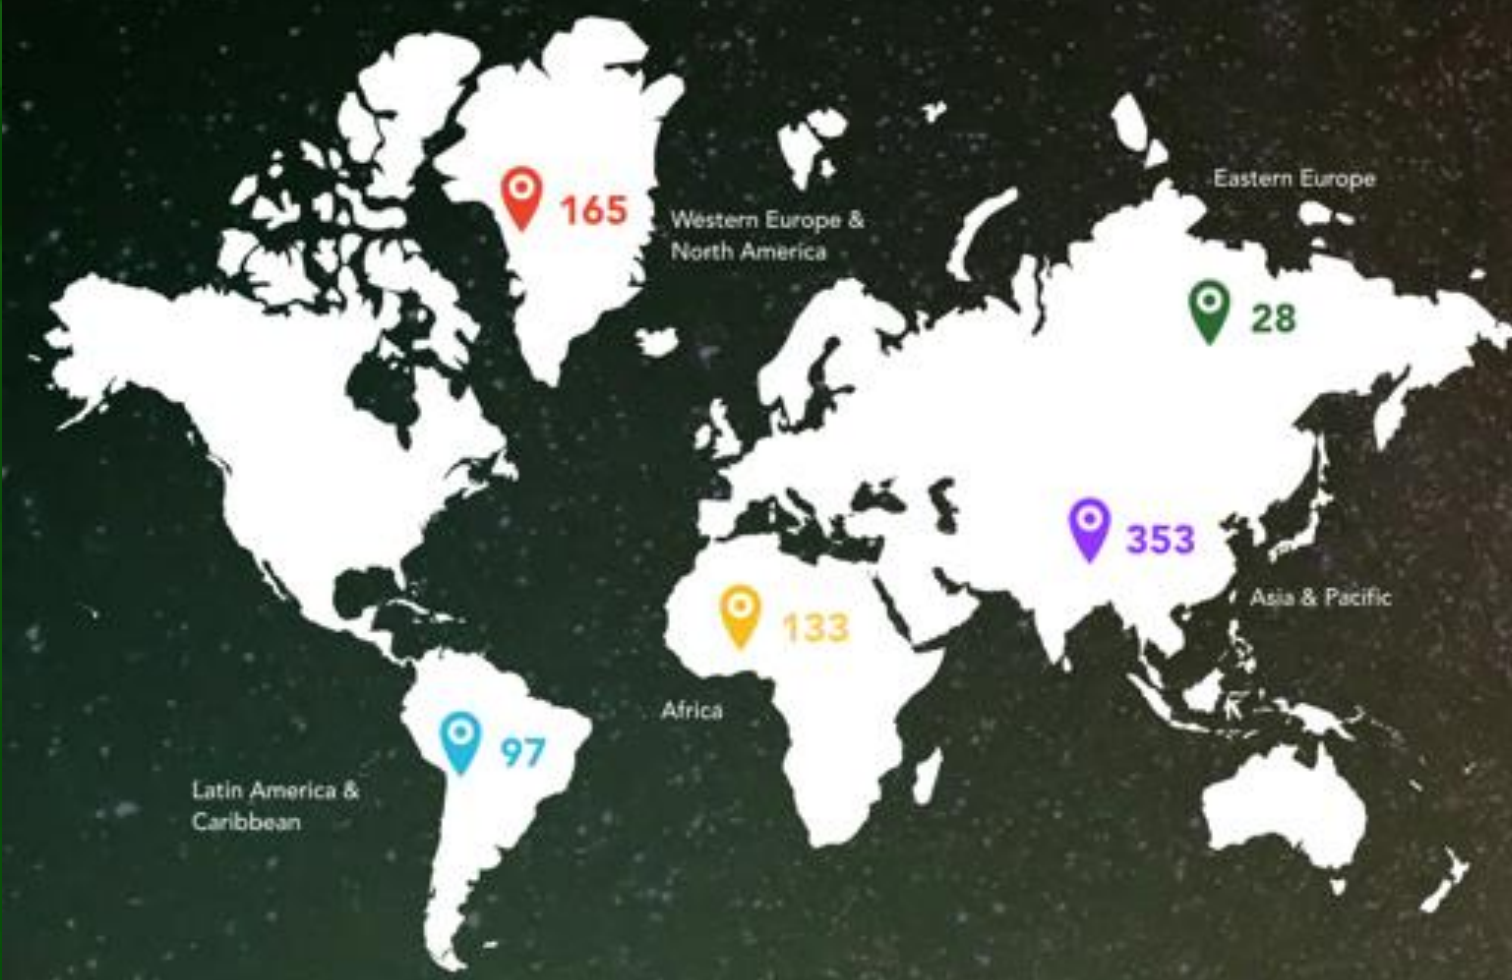 Eastern Europe
165
Western Europe &
North America
28
353
Asia & Pacific
133
Africa
97
Latin America &
Caribbean